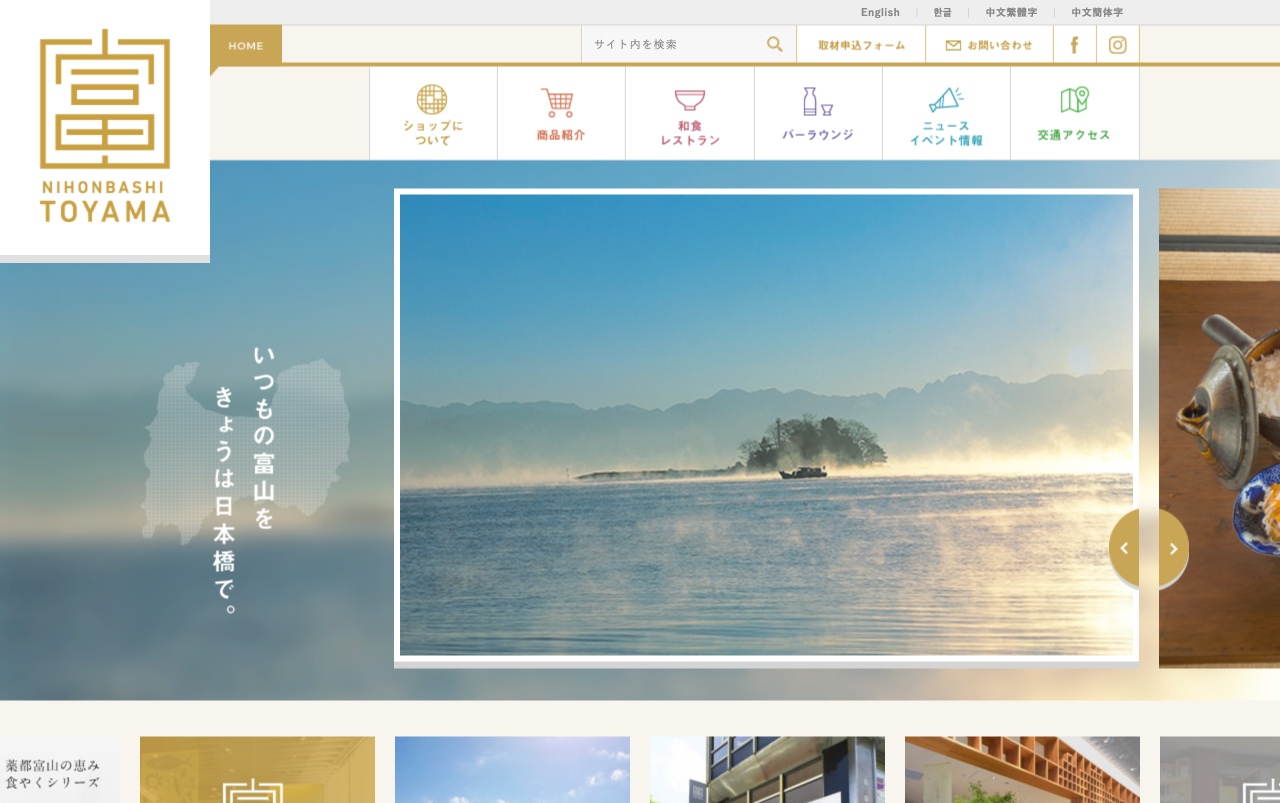 English
한글
中文繁體字
中文簡体字
NIHONBASHI
TOYAMA
HOME
サイト内を検索
取材申込フォーム
お問い合わせ
ショップに
ついて
商品紹介
和食
レストラン
バーラウンジ
ニュース
イベント情報
交通アクセス
いつもの富山を
きょうは日本橋で。
薬都富山の恵み
食やくシリーズ